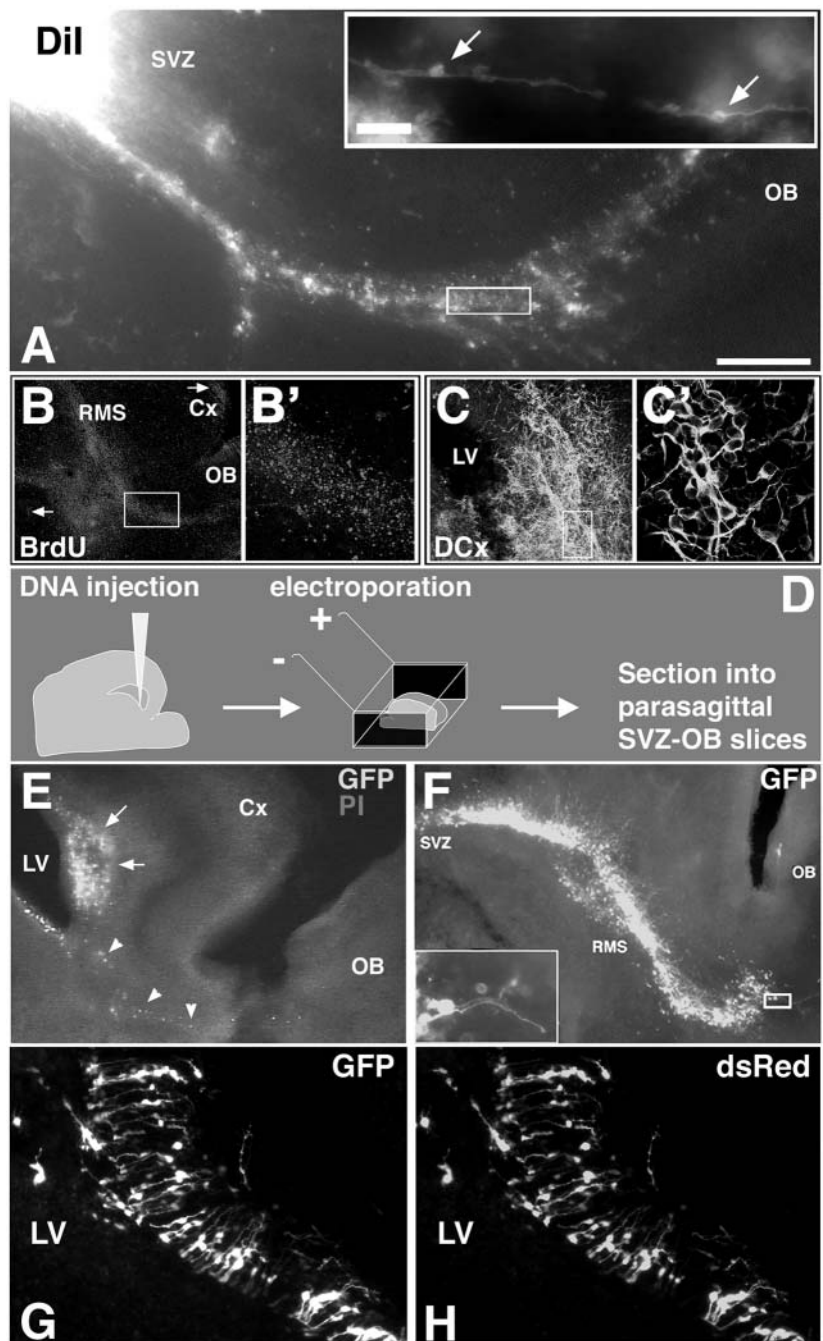 DiI
SVZ
OB
A
B
RMS
Cx
OB
BrdU
B'
C
LV
DCx
C'
DNA injection
electroporation
D
+
-
Section into
parasagittal
SVZ-OB slices
E
GFP
PI
Cx
LV
OB
F
GFP
SVZ
OB
RMS
GFP
LV
G
dsRed
LV
H